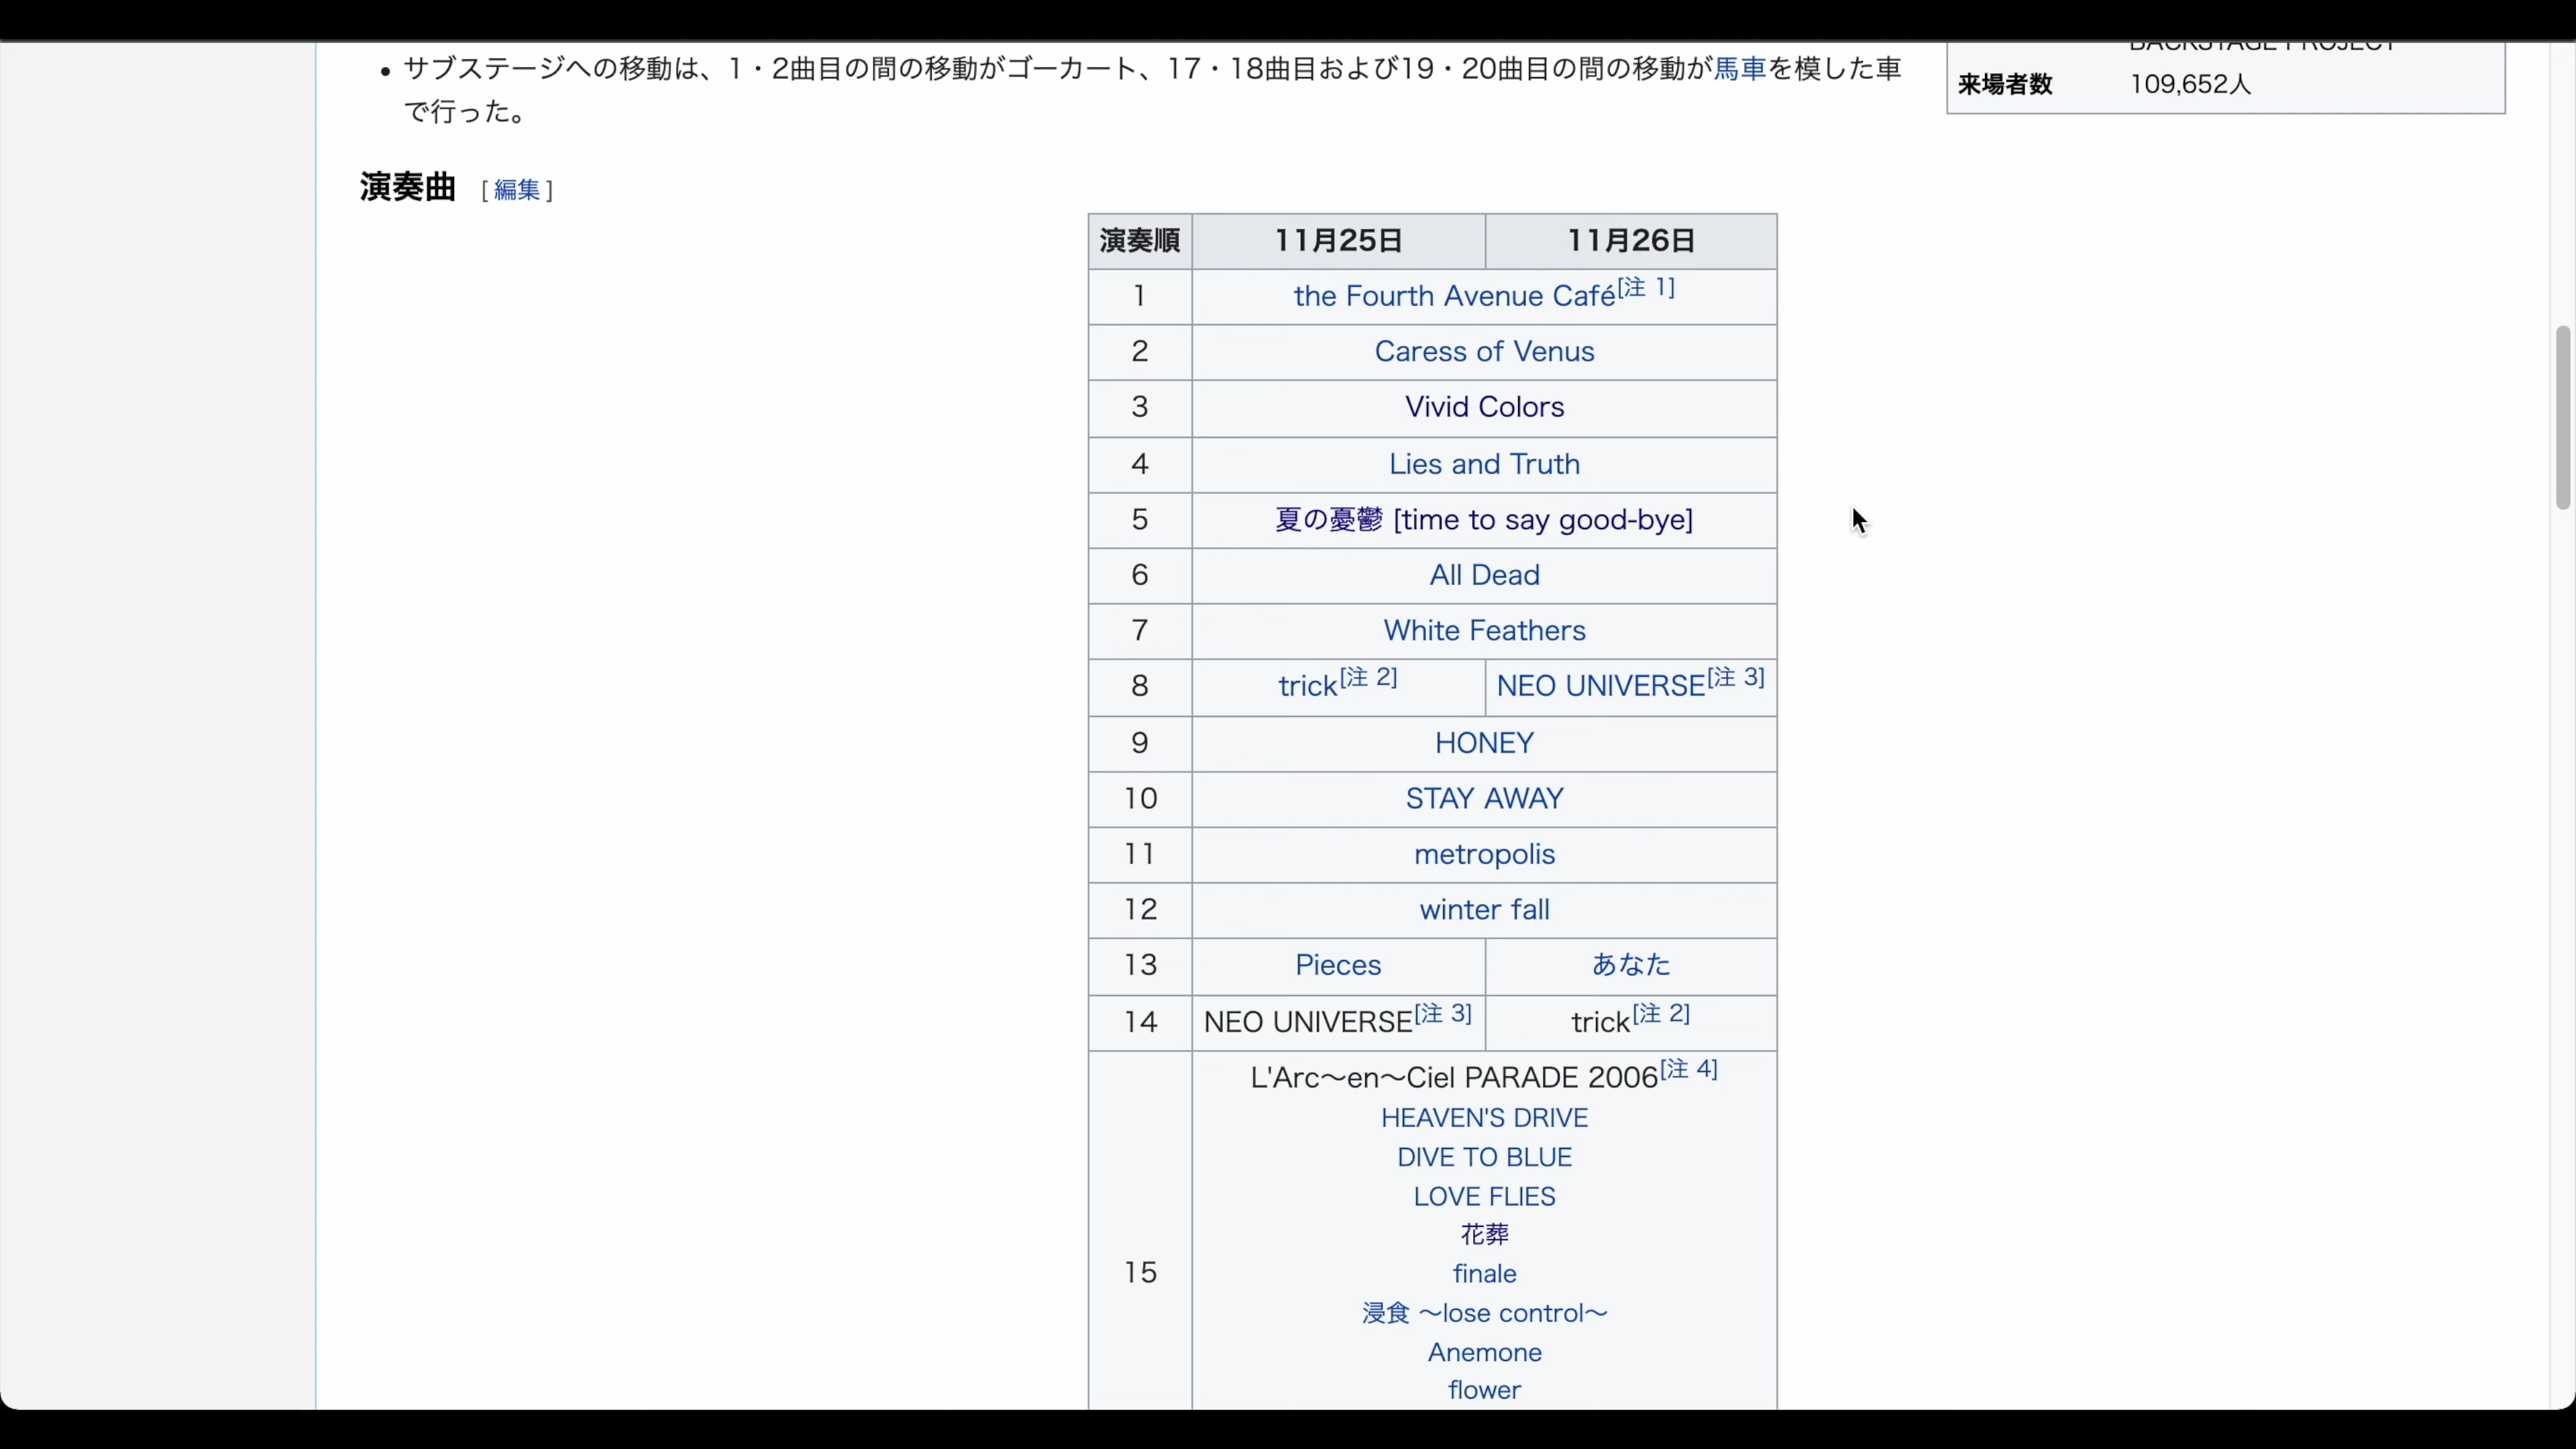 サブステージへの移動は、1・2曲目の間の移動がゴーカート、17・18曲目および19・20曲目の間の移動が馬車を模した車
で行った。
BACKSTAGE PROJECT
来場者数 109,652人
演奏曲 [編集]
演奏順 11月25日 11月26日
1 the Fourth Avenue Café[注 1]
2 Caress of Venus
3 Vivid Colors
4 Lies and Truth
5 夏の憂鬱 [time to say good-bye]
6 All Dead
7 White Feathers
8 trick[注 2] NEO UNIVERSE[注 3]
9 HONEY
10 STAY AWAY
11 metropolis
12 winter fall
13 Pieces あなた
14 NEO UNIVERSE[注 3] trick[注 2]
15
L'Arc〜en〜Ciel PARADE 2006[注 4]
HEAVEN'S DRIVE
DIVE TO BLUE
LOVE FLIES
花葬
finale
浸食 〜lose control〜
Anemone
flower